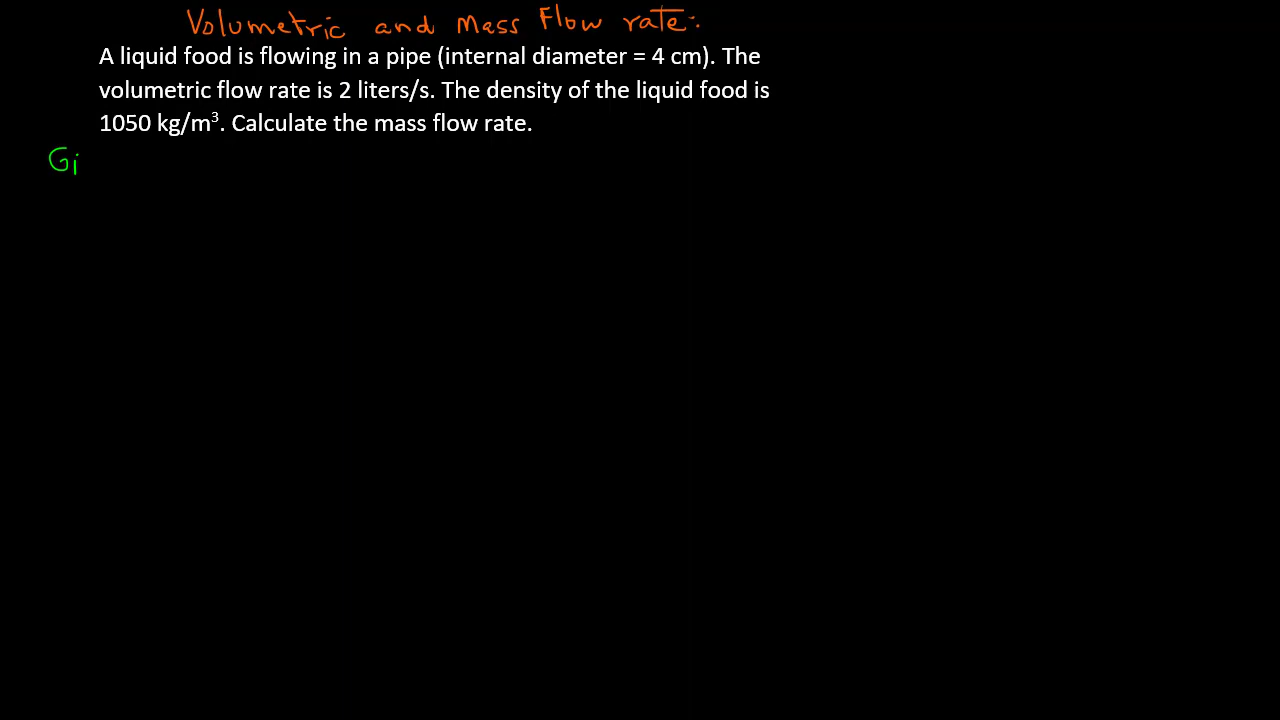 Volumetric and Mass Flow rate:
A liquid food is flowing in a pipe (internal diameter = 4 cm). The
volumetric flow rate is 2 liters/s. The density of the liquid food is
1050 kg/m³. Calculate the mass flow rate.
Gi